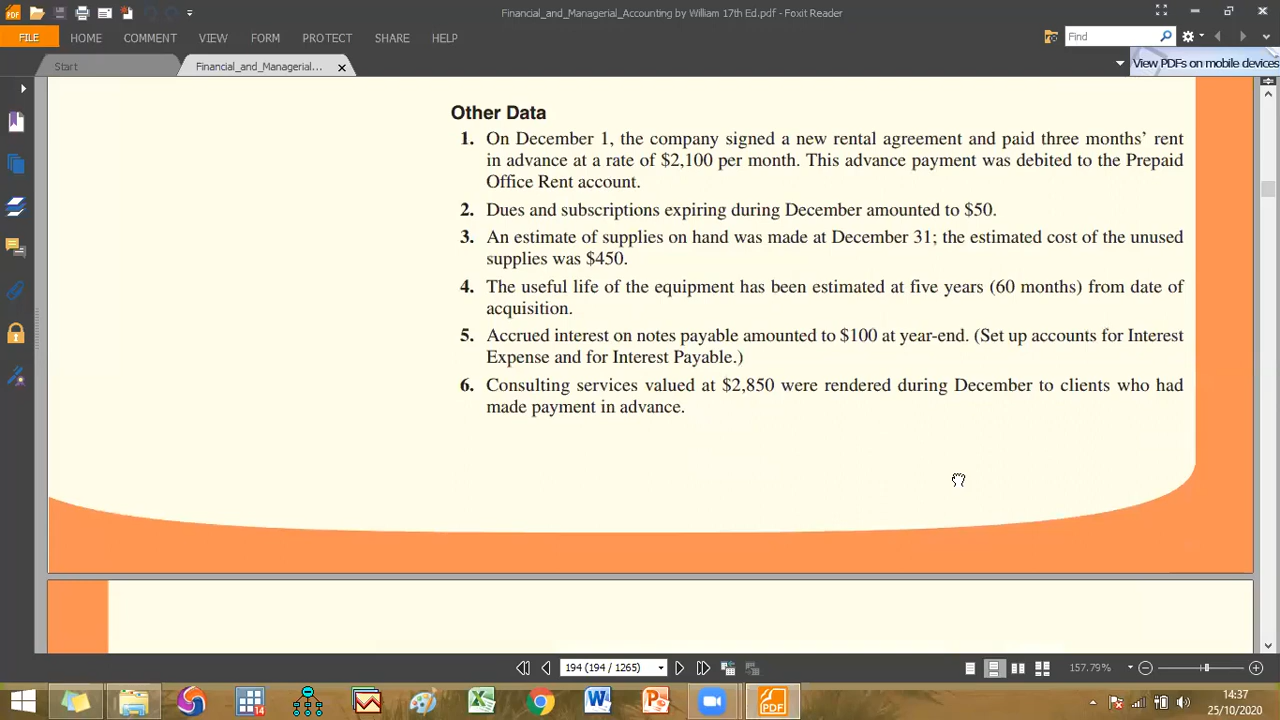 Financial_and_Managerial_Accounting by William 17th Ed.pdf - Foxit Reader
FILE HOME COMMENT VIEW FORM PROTECT SHARE HELP
Find
Start
Financial_and_Managerial...
View PDFs on mobile devices
Other Data
1. On December 1, the company signed a new rental agreement and paid three months' rent
in advance at a rate of $2,100 per month. This advance payment was debited to the Prepaid
Office Rent account.
2. Dues and subscriptions expiring during December amounted to $50.
3. An estimate of supplies on hand was made at December 31; the estimated cost of the unused
supplies was $450.
4. The useful life of the equipment has been estimated at five years (60 months) from date of
acquisition.
5. Accrued interest on notes payable amounted to $100 at year-end. (Set up accounts for Interest
Expense and for Interest Payable.)
6. Consulting services valued at $2,850 were rendered during December to clients who had
made payment in advance.
194 (194 / 1265)
157.79%
14
PDF
14:37
25/10/2020